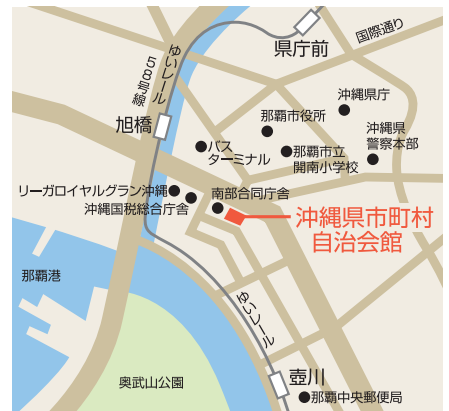 国際通り
県庁前
ゆいレール
58号線
旭橋
沖縄県庁
那覇市役所
沖縄県
警察本部
バス
ターミナル
那覇市立
開南小学校
リーガロイヤルグラン沖縄
沖縄国税総合庁舎
南部合同庁舎
沖縄県市町村
自治会館
那覇港
ゆいレール
奥武山公園
壺川
那覇中央郵便局